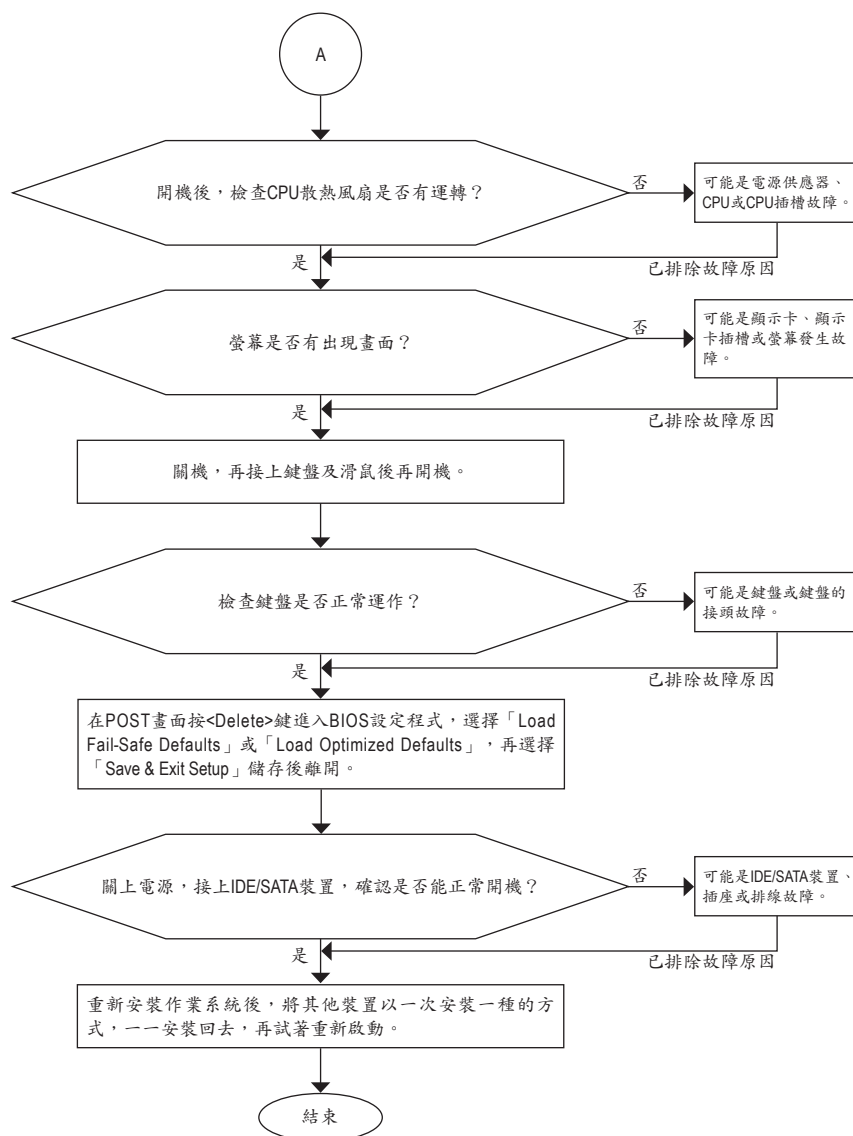 A
開機後，檢查CPU散熱風扇是否有運轉？
否
可能是電源供應器、
CPU或CPU插槽故障。
是
已排除故障原因
螢幕是否有出現畫面？
否
可能是顯示卡、顯示
卡插槽或螢幕發生故
障。
是
已排除故障原因
關機，再接上鍵盤及滑鼠後再開機。
檢查鍵盤是否正常運作？
否
可能是鍵盤或鍵盤的
接頭故障。
是
已排除故障原因
在POST畫面按<Delete>鍵進入BIOS設定程式，選擇「Load
Fail-Safe Defaults」或「Load Optimized Defaults」，再選擇
「Save & Exit Setup」儲存後離開。
關上電源，接上IDE/SATA裝置，確認是否能正常開機？
否
可能是IDE/SATA裝置、
插座或排線故障。
是
已排除故障原因
重新安裝作業系統後，將其他裝置以一次安裝一種的方
式，一一安裝回去，再試著重新啟動。
結束